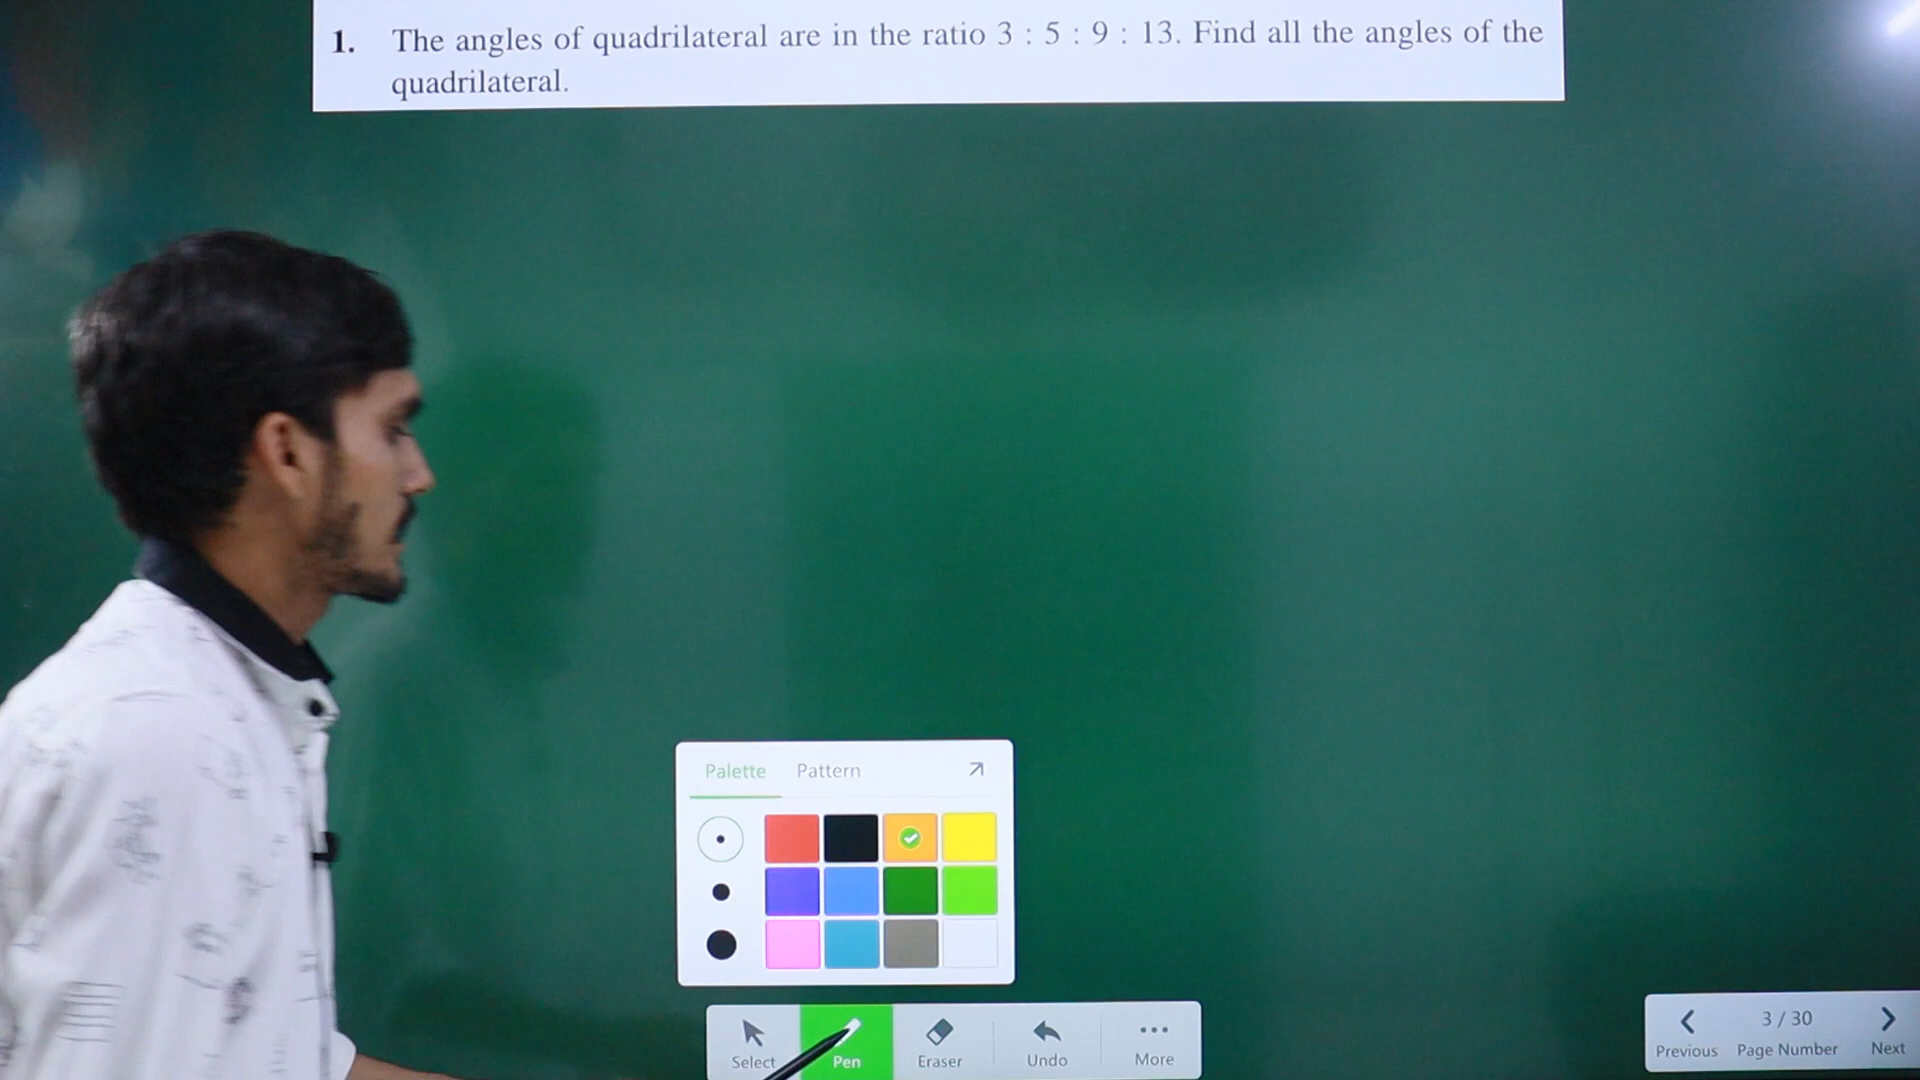 1. The angles of quadrilateral are in the ratio 3 : 5 : 9 : 13. Find all the angles of the
quadrilateral.
Palette Pattern
Select Pen Eraser Undo More
3 / 30
Previous Page Number Next